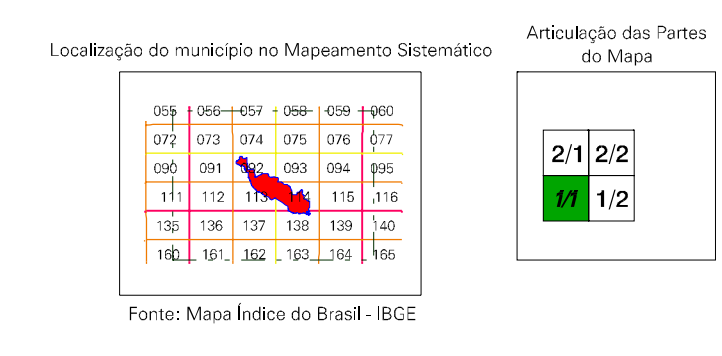 Localização do município no Mapeamento Sistemático
055 056 057 058 059 060
072 073 074 075 076 077
090 091 092 093 094 095
111 112 113 114 115 116
135 136 137 138 139 140
160 161 162 163 164 165
Fonte: Mapa Índice do Brasil - IBGE
Articulação das Partes
do Mapa
2/1 2/2
1/1 1/2